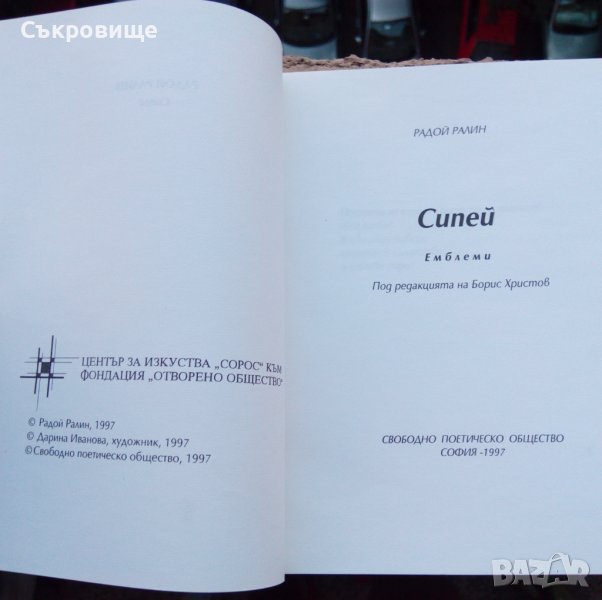 Съкровище
ЦЕНТЪР ЗА ИЗКУСТВА „СОРОС“ КЪМ
ФОНДАЦИЯ „ОТВОРЕНО ОБЩЕСТВО“
© Радой Ралин, 1997
© Дарина Иванова, художник, 1997
©Свободно поетическо общество, 1997
РАДОЙ РАЛИН
Сипей
Емблеми
Под редакцията на Борис Христов
СВОБОДНО ПОЕТИЧЕСКО ОБЩЕСТВО
СОФИЯ -1997
BAZAR